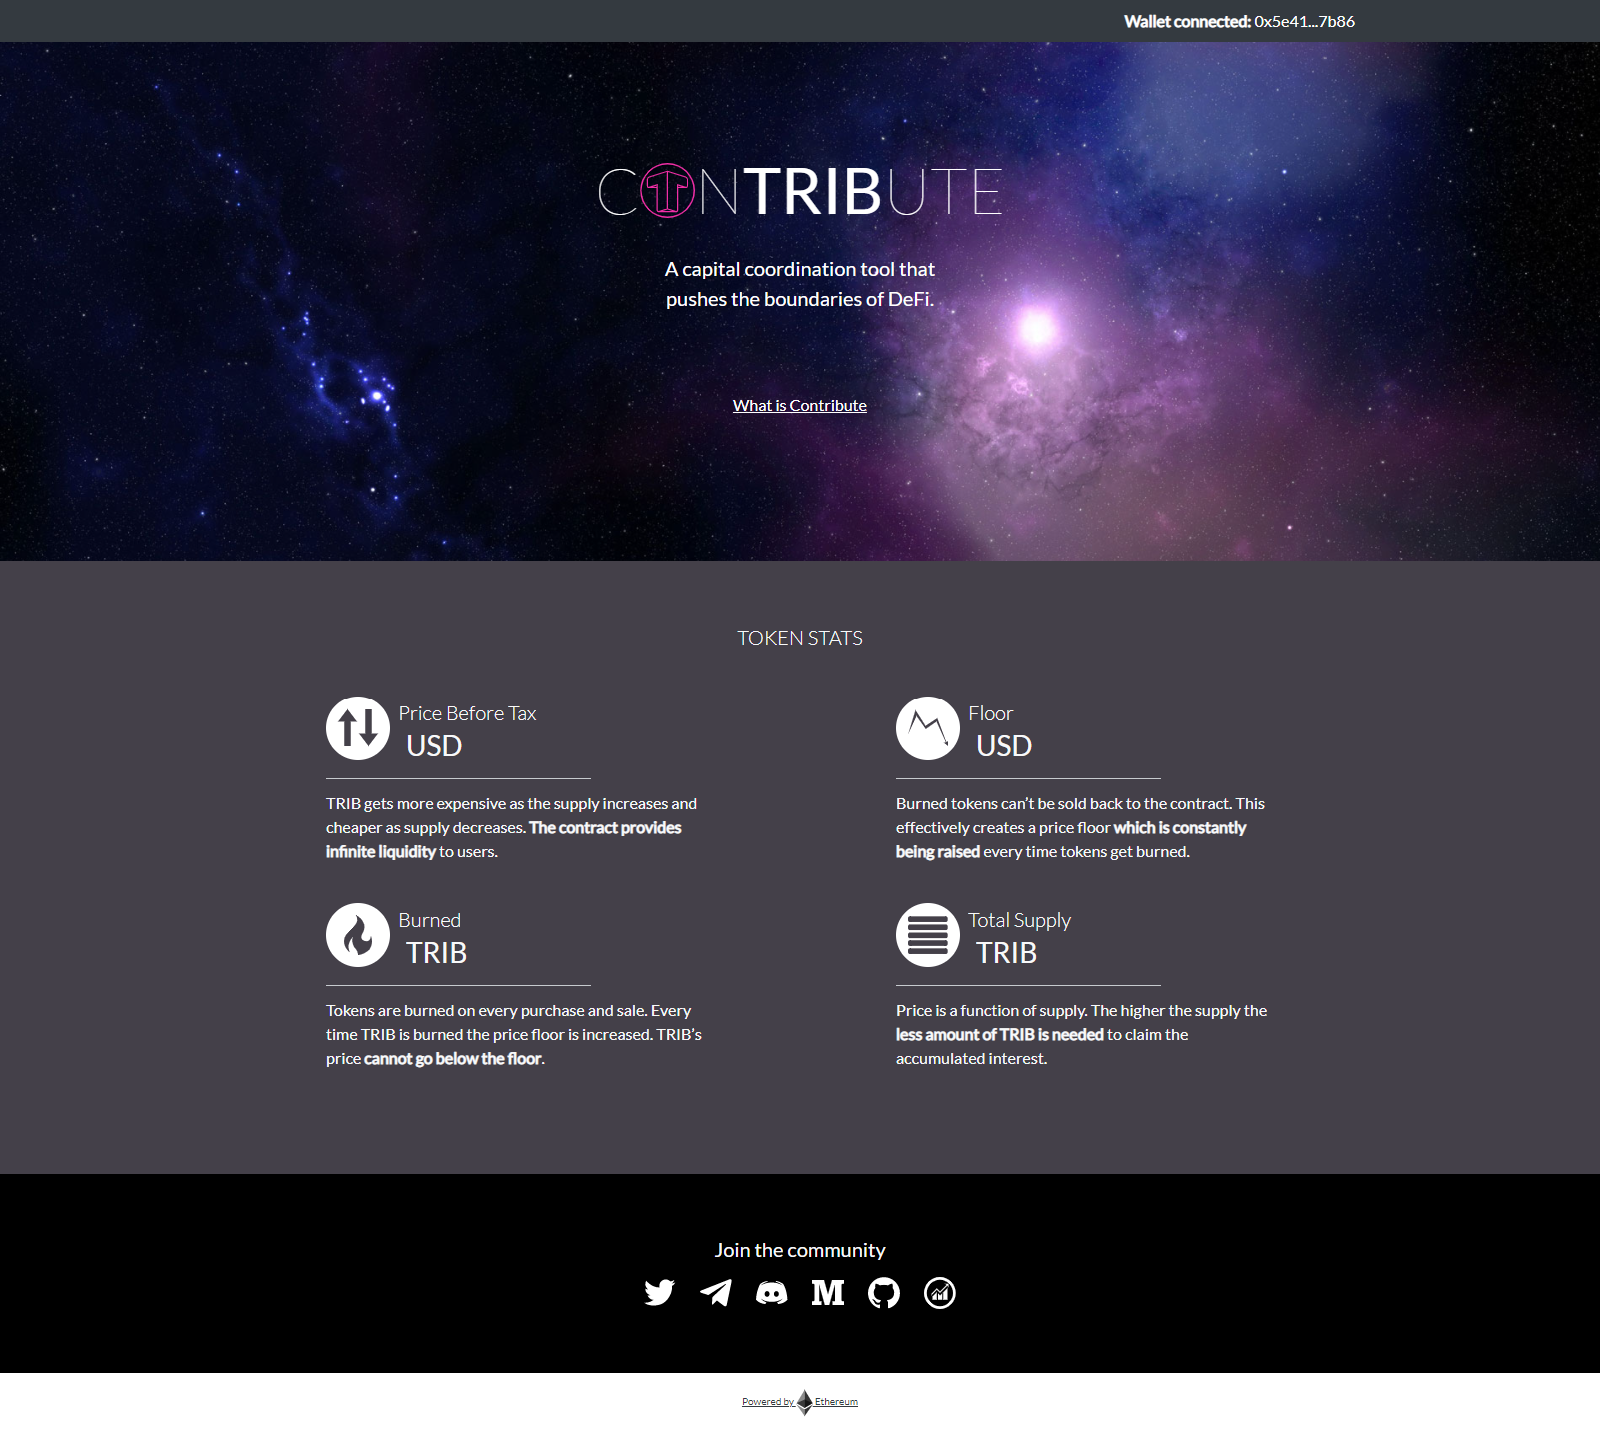 Wallet connected: 0x5e41...7b86
CONTRIBUTE
A capital coordination tool that
pushes the boundaries of DeFi.
What is Contribute
TOKEN STATS
Price Before Tax
USD
TRIB gets more expensive as the supply increases and
cheaper as supply decreases. The contract provides
infinite liquidity to users.
Floor
USD
Burned tokens can’t be sold back to the contract. This
effectively creates a price floor which is constantly
being raised every time tokens get burned.
Burned
TRIB
Tokens are burned on every purchase and sale. Every
time TRIB is burned the price floor is increased. TRIB’s
price cannot go below the floor.
Total Supply
TRIB
Price is a function of supply. The higher the supply the
less amount of TRIB is needed to claim the
accumulated interest.
Join the community
M
Powered by Ethereum